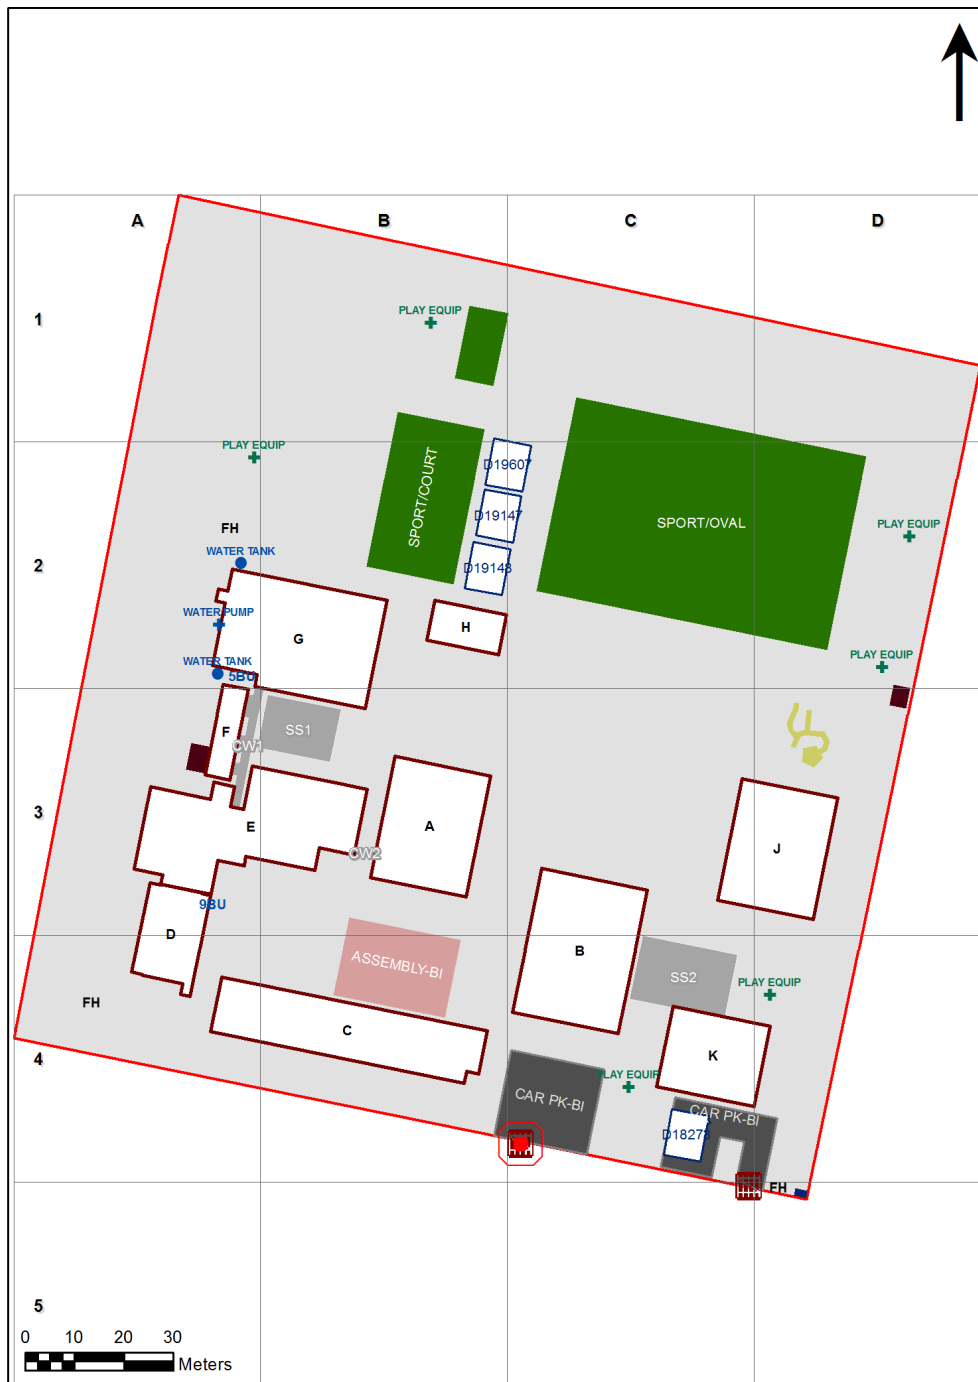 A
B
C
D
1
PLAY EQUIP
PLAY EQUIP
D19607
SPORT/COURT
D19147
SPORT/OVAL
PLAY EQUIP
FH
WATER TANK
2
D19148
WATER PUMP
G
H
WATER TANK
5BU
PLAY EQUIP
F
SS1
CW1
3
E
A
CW2
J
9BU
D
B
ASSEMBLY-BI
SS2
PLAY EQUIP
FH
C
4
K
PLAY EQUIP
CAR PK-BI
CAR PK-BI
D18273
FH
5
0 10 20 30
Meters